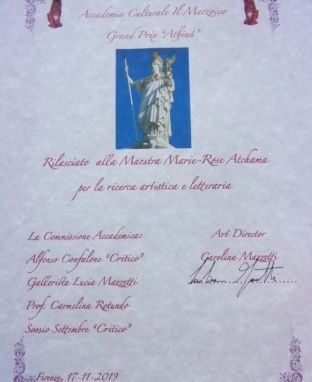 Accademia Culturale Il Marzocco
Grand Prix "Athenà"
Rilasciato alla Maestra Marie-Rose Atchama
per la ricerca artistica e letteraria
La Commissione Accademica:
Alfonso Confalone "Critico"
Gallerista Lucia Mazzetti
Prof. Carmelina Rotundo
Sossio Settembre "Critico"
Art Director
Carolina Mazzetti
Firenze, 17-11-2019